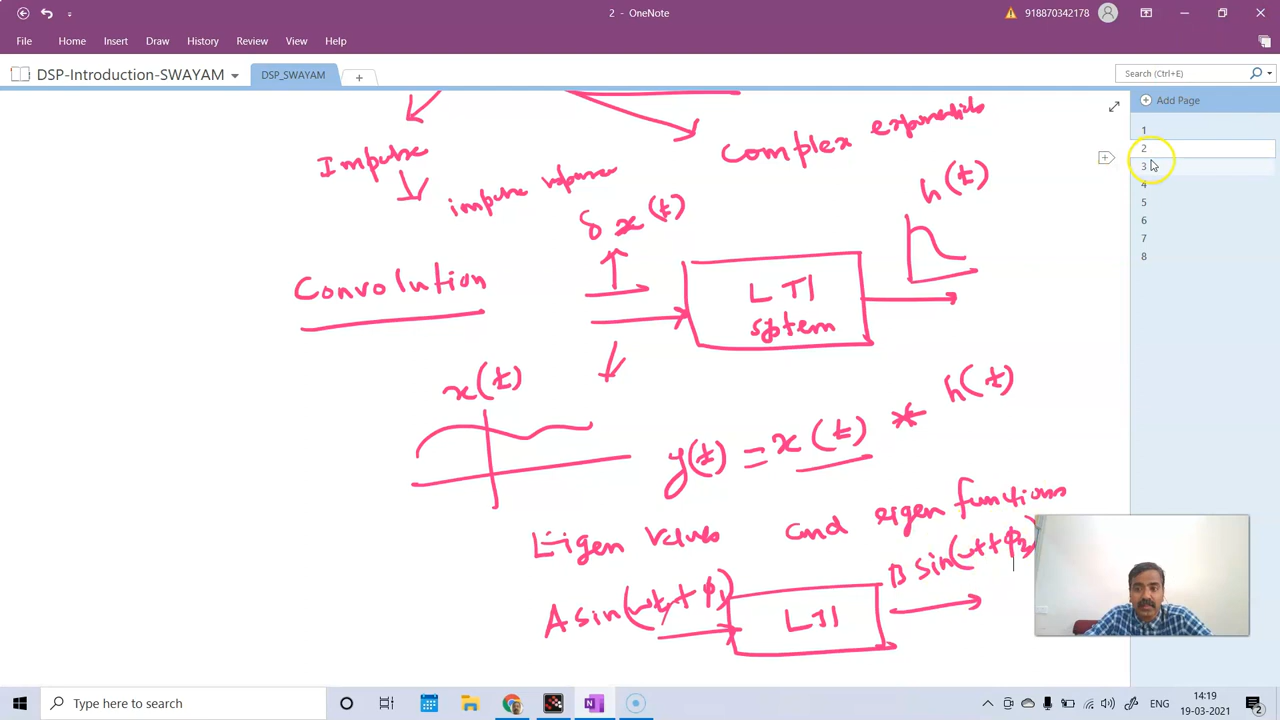 2 - OneNote
918870342178
File Home Insert Draw History Review View Help
DSP-Introduction-SWAYAM
DSP_SWAYAM
Search (Ctrl+E)
Add Page
1
2
3
4
5
6
7
8
Impulse
complex exponentials
impulse response
δ x(t)
h(t)
Convolution
LTI
system
x(t)
y(t) = x(t) * h(t)
Eigen values and eigen functions
A sin(ωt + φ1)
LTI
B sin(ωt + φ2)
Type here to search
ENG
14:19
19-03-2021
2